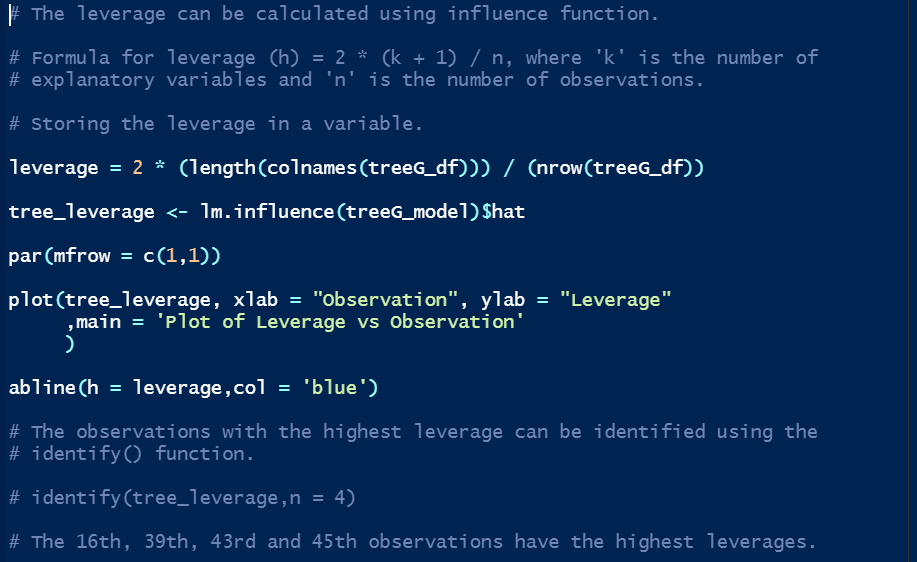 # The leverage can be calculated using influence function.
# Formula for leverage (h) = 2 * (k + 1) / n, where 'k' is the number of
# explanatory variables and 'n' is the number of observations.
# Storing the leverage in a variable.
leverage = 2 * (length(colnames(treeG_df))) / (nrow(treeG_df))
tree_leverage <- lm.influence(treeG_model)$hat
par(mfrow = c(1,1))
plot(tree_leverage, xlab = "Observation", ylab = "Leverage"
     ,main = 'Plot of Leverage vs Observation'
     )
abline(h = leverage,col = 'blue')
# The observations with the highest leverage can be identified using the
# identify() function.
# identify(tree_leverage,n = 4)
# The 16th, 39th, 43rd and 45th observations have the highest leverages.